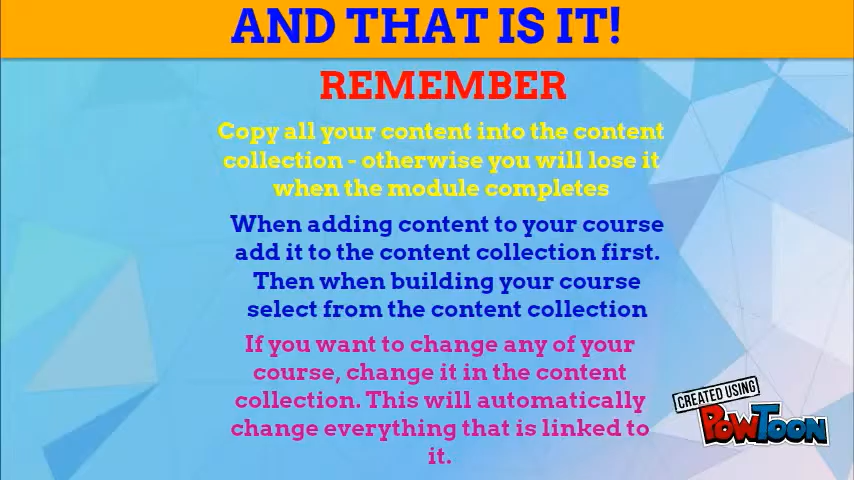 AND THAT IS IT!
REMEMBER
Copy all your content into the content
collection - otherwise you will lose it
when the module completes
When adding content to your course
add it to the content collection first.
Then when building your course
select from the content collection
If you want to change any of your
course, change it in the content
collection. This will automatically
change everything that is linked to
it.
CREATED USING
POWTOON